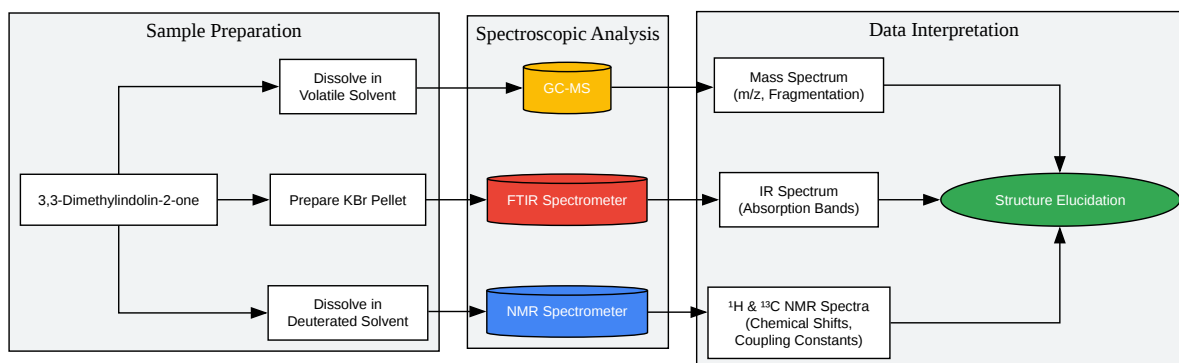 Sample Preparation
Spectroscopic Analysis
Data Interpretation
Dissolve in
Volatile Solvent
GC-MS
Mass Spectrum
(m/z, Fragmentation)
3,3-Dimethylindolin-2-one
Prepare KBr Pellet
FTIR Spectrometer
IR Spectrum
(Absorption Bands)
Structure Elucidation
Dissolve in
Deuterated Solvent
NMR Spectrometer
¹H & ¹³C NMR Spectra
(Chemical Shifts,
Coupling Constants)